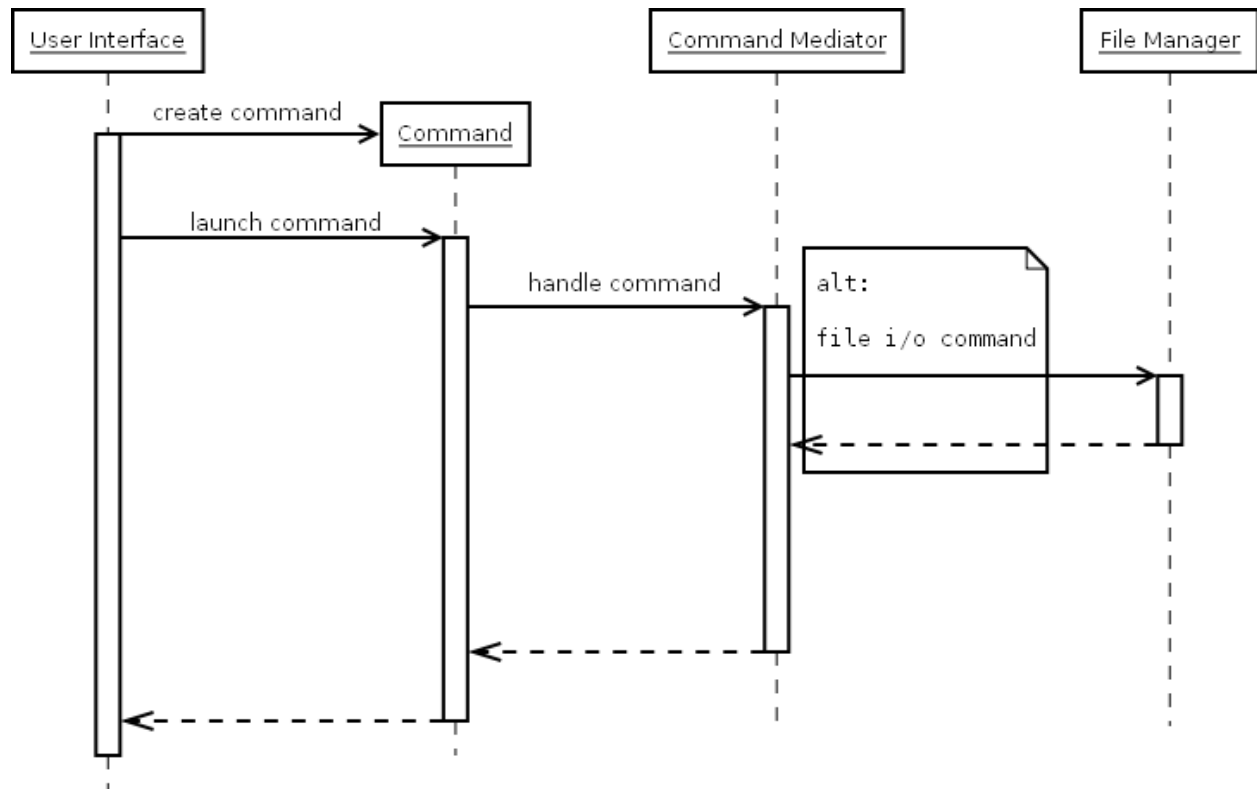 User Interface
Command Mediator
File Manager
create command
Command
launch command
handle command
alt:
file i/o command